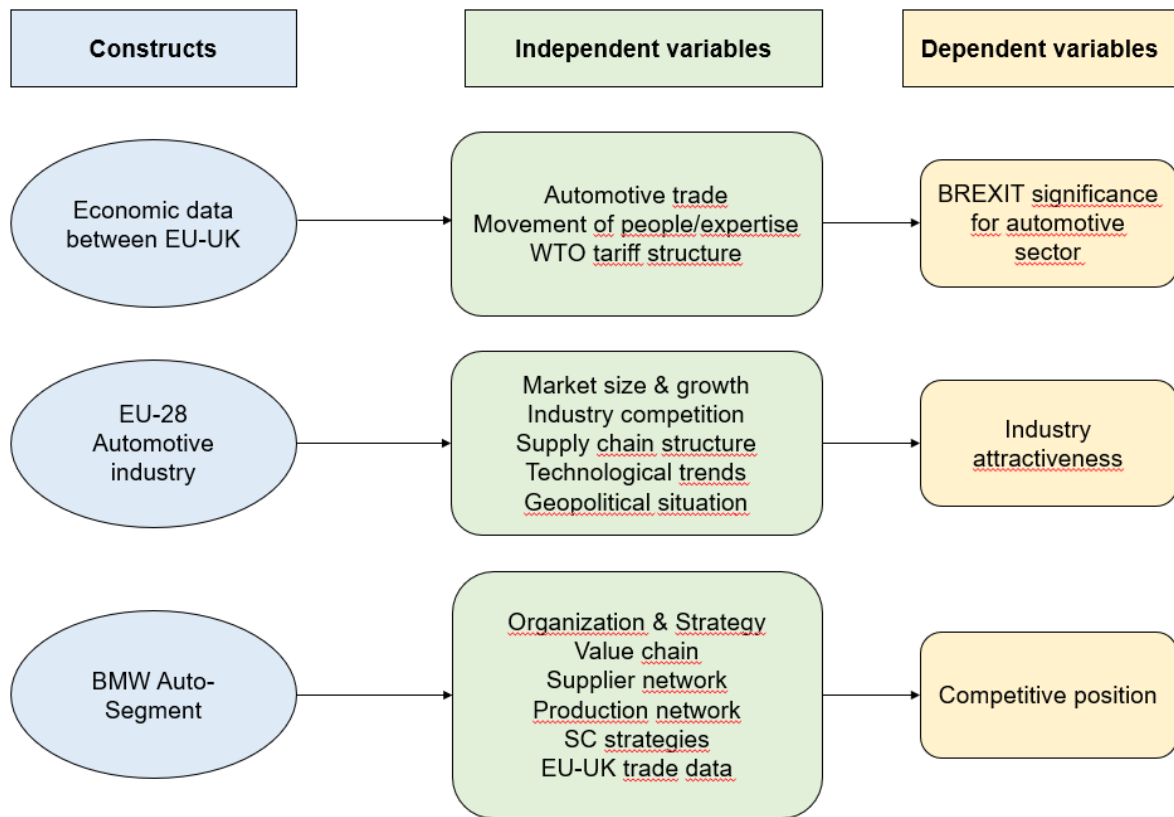 Constructs
Independent variables
Dependent variables
Economic data
between EU-UK
Automotive trade
Movement of people/expertise
WTO tariff structure
BREXIT significance
for automotive
sector
EU-28
Automotive
industry
Market size & growth
Industry competition
Supply chain structure
Technological trends
Geopolitical situation
Industry
attractiveness
BMW Auto-
Segment
Organization & Strategy
Value chain
Supplier network
Production network
SC strategies
EU-UK trade data
Competitive position